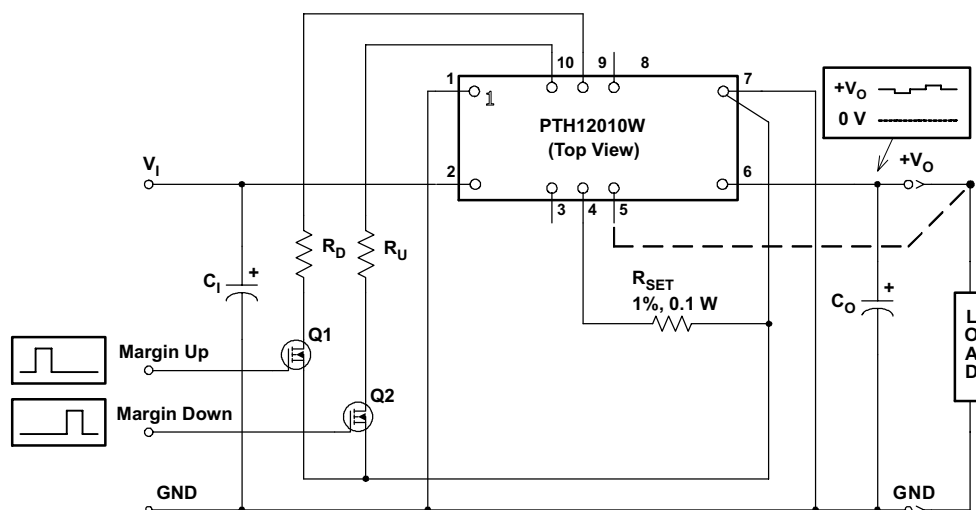 10 9 8
1 7
1
+VO
0 V
PTH12010W
(Top View)
VI
2 6
+VO
3 4 5
RD RU
RSET
1%, 0.1 W
CI +
+
CO
L
O
A
D
Q1
Margin Up
Q2
Margin Down
GND GND